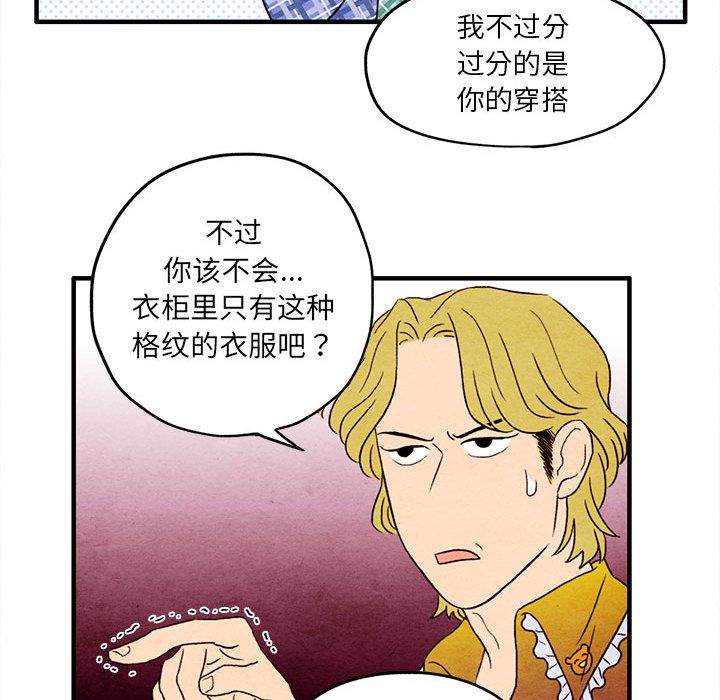 我不过分
过分的是
你的穿搭
不过
你该不会...
衣柜里只有这种
格纹的衣服吧？